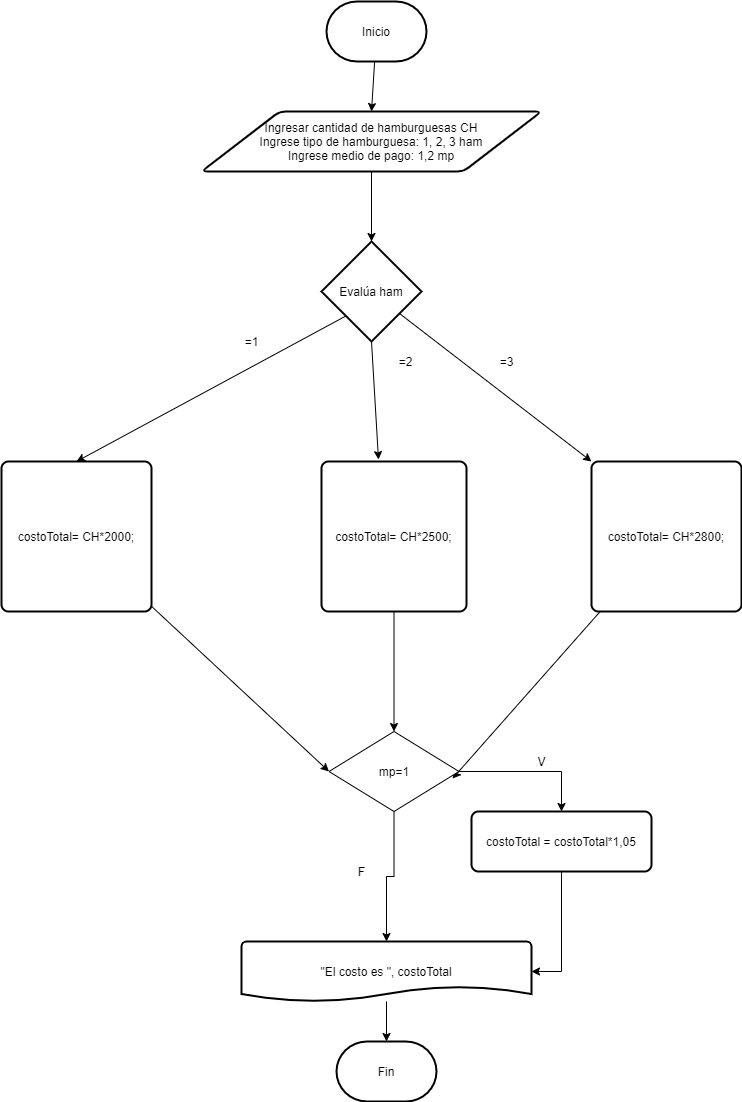 Inicio
Ingresar cantidad de hamburguesas CH
Ingrese tipo de hamburguesa: 1, 2, 3 ham
Ingrese medio de pago: 1,2 mp
Evalúa ham
=1
=2
=3
costoTotal= CH*2000;
costoTotal= CH*2500;
costoTotal= CH*2800;
mp=1
V
costoTotal = costoTotal*1,05
F
"El costo es ", costoTotal
Fin